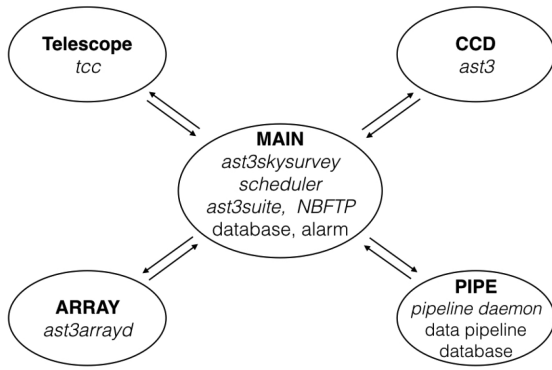 Telescope
tcc
CCD
ast3
MAIN
ast3skysurvey
scheduler
ast3suite, NBFTP
database, alarm
ARRAY
ast3arrayd
PIPE
pipeline daemon
data pipeline
database